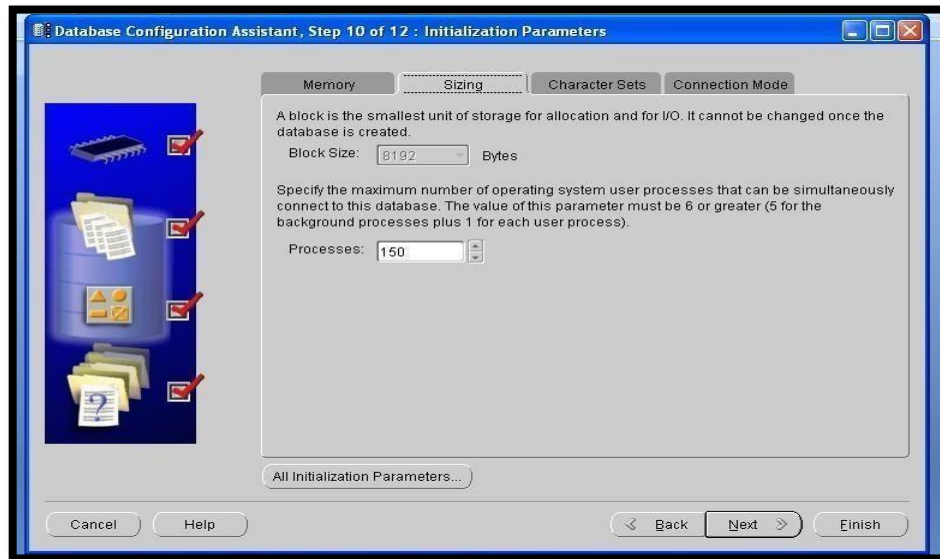 Database Configuration Assistant, Step 10 of 12 : Initialization Parameters
Memory Sizing Character Sets Connection Mode
A block is the smallest unit of storage for allocation and for I/O. It cannot be changed once the
database is created.
Block Size: 8192 Bytes
Specify the maximum number of operating system user processes that can be simultaneously
connect to this database. The value of this parameter must be 6 or greater (5 for the
background processes plus 1 for each user process).
Processes: 150
?
All Initialization Parameters...
Cancel Help Back Next Finish